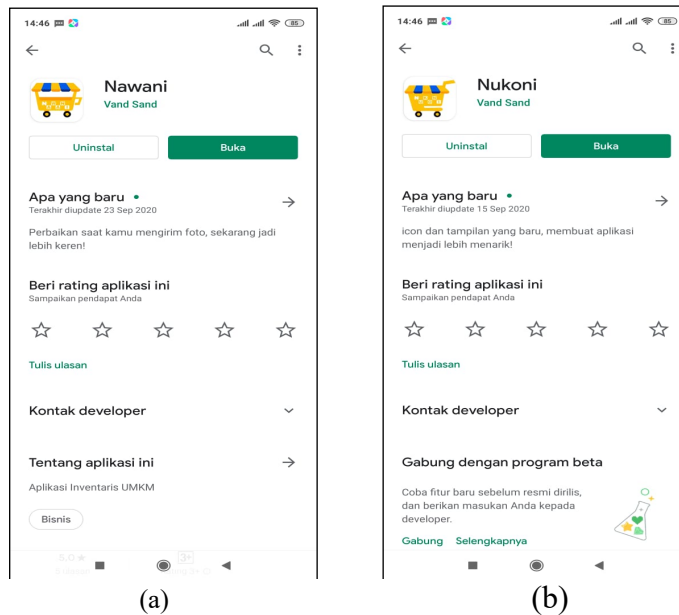 14:46
85
Nawani
Vand Sand
Uninstal
Buka
Apa yang baru
Terakhir diupdate 23 Sep 2020
Perbaikan saat kamu mengirim foto, sekarang jadi
lebih keren!
Beri rating aplikasi ini
Sampaikan pendapat Anda
Tulis ulasan
Kontak developer
Tentang aplikasi ini
Aplikasi Inventaris UMKM
Bisnis
5.0
3+
(a)
14:46
85
Nukoni
Vand Sand
Uninstal
Buka
Apa yang baru
Terakhir diupdate 15 Sep 2020
icon dan tampilan yang baru, membuat aplikasi
menjadi lebih menarik!
Beri rating aplikasi ini
Sampaikan pendapat Anda
Tulis ulasan
Kontak developer
Gabung dengan program beta
Coba fitur baru sebelum resmi dirilis,
dan berikan masukan Anda kepada
developer.
Gabung Selengkapnya
(b)